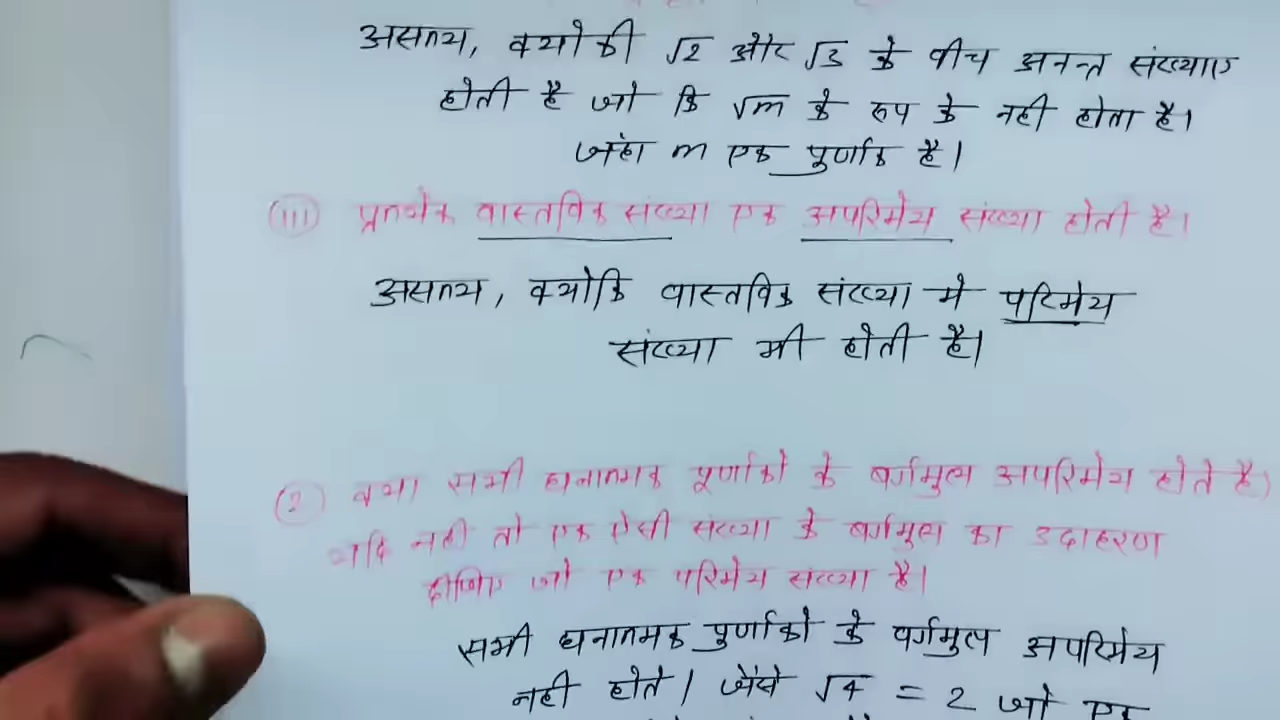 असत्य, क्योकी √2 और √3 के बीच अनन्त संख्याए
होती है जो कि √m के रुप के नही होता है।
जहां m एक पुर्णाक है।
(iii) प्रत्येक वास्तविक संख्या एक अपरिमेय संख्या होती है।
असत्य, क्योकि वास्तविक संख्या मे परिमेय
संख्या भी होती है।
(2) क्या सभी धनात्मक पूर्णाको के वर्गमुल अपरिमेय होते है।
यदि नही तो एक ऐसी संख्या के वर्गमुल का उदाहरण
दीजिए जो एक परिमेय संख्या है।
सभी धनात्मक पुर्णाको के वर्गमुल अपरिमेय
नही होते। जैसे √4 = 2 जो एक